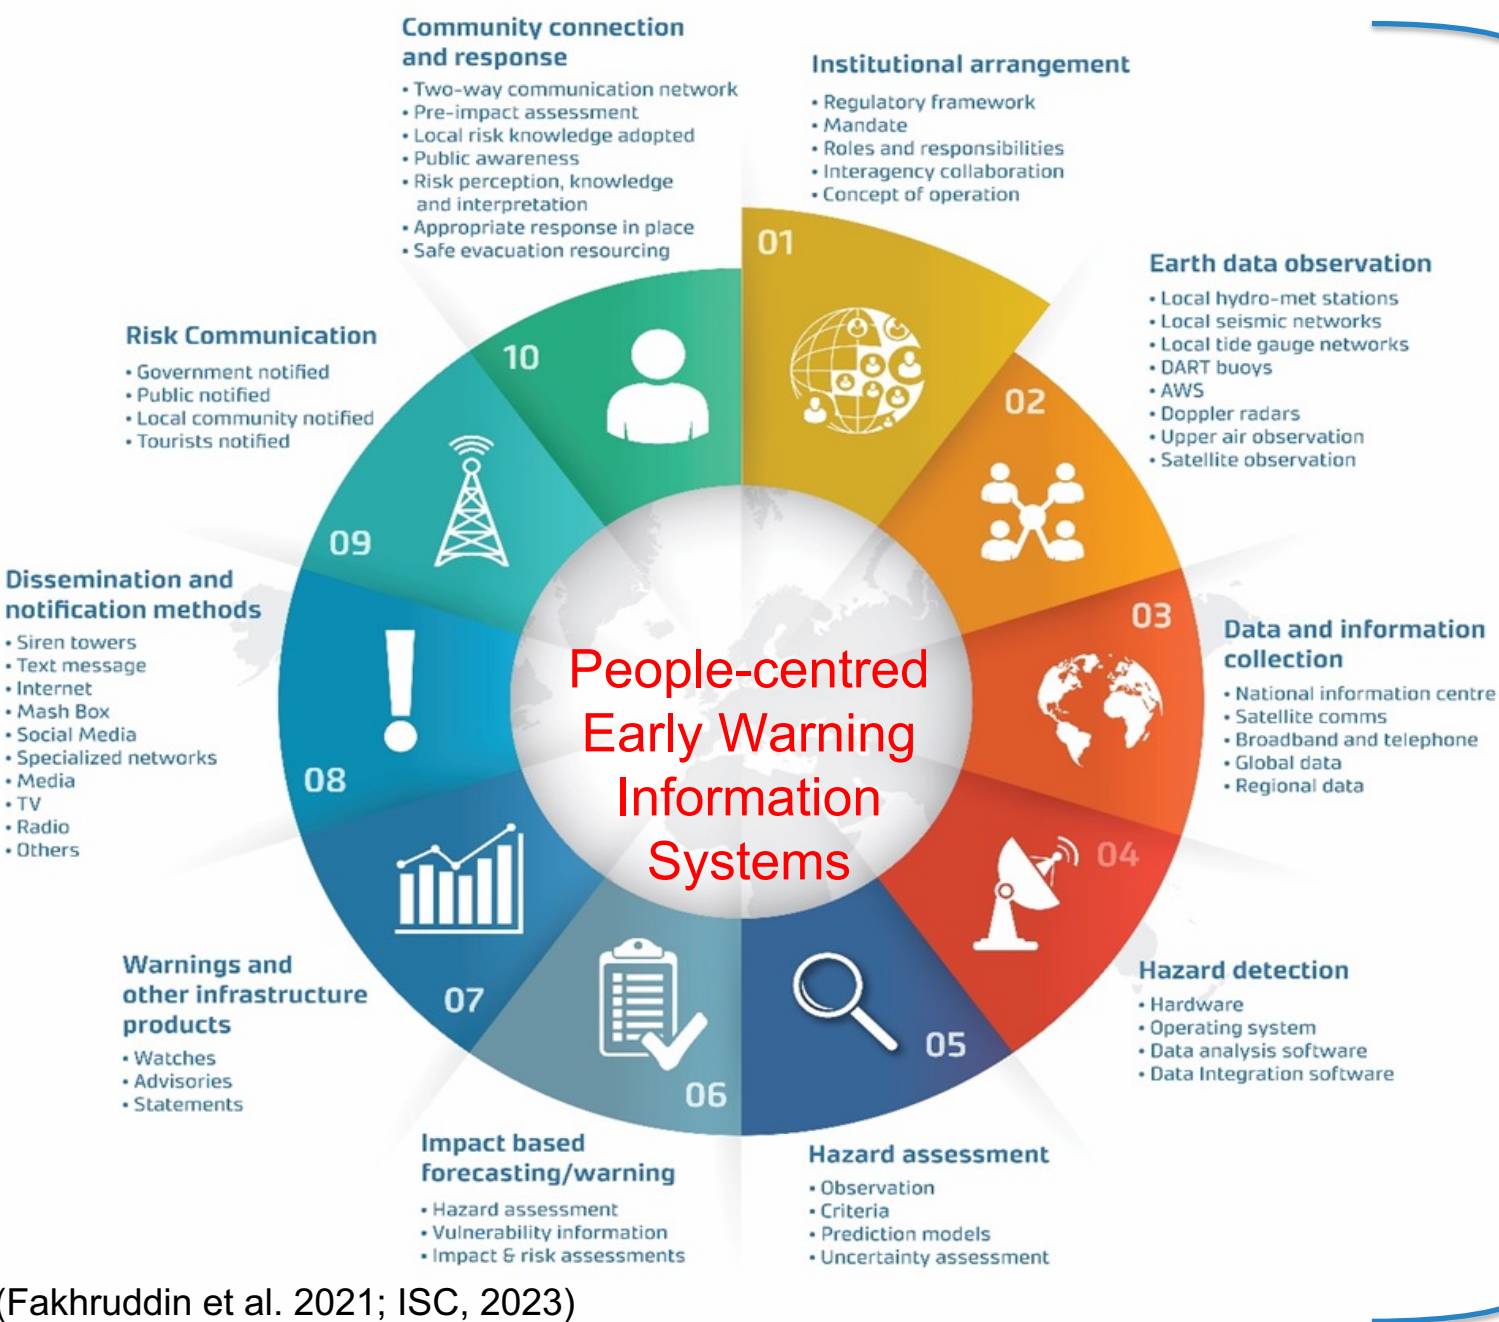 Community connection
and response
• Two-way communication network
• Pre-impact assessment
• Local risk knowledge adopted
• Public awareness
• Risk perception, knowledge
and interpretation
• Appropriate response in place
• Safe evacuation resourcing
Institutional arrangement
• Regulatory framework
• Mandate
• Roles and responsibilities
• Interagency collaboration
• Concept of operation
01
Earth data observation
• Local hydro-met stations
• Local seismic networks
• Local tide gauge networks
• DART buoys
• AWS
• Doppler radars
• Upper air observation
• Satellite observation
02
03
Data and information
collection
• National information centre
• Satellite comms
• Broadband and telephone
• Global data
• Regional data
04
Hazard detection
• Hardware
• Operating system
• Data analysis software
• Data Integration software
05
Hazard assessment
• Observation
• Criteria
• Prediction models
• Uncertainty assessment
06
Impact based
forecasting/warning
• Hazard assessment
• Vulnerability information
• Impact & risk assessments
07
Warnings and
other infrastructure
products
• Watches
• Advisories
• Statements
08
Dissemination and
notification methods
• Siren towers
• Text message
• Internet
• Mash Box
• Social Media
• Specialized networks
• Media
• TV
• Radio
• Others
09
Risk Communication
• Government notified
• Public notified
• Local community notified
• Tourists notified
10
People-centred
Early Warning
Information
Systems
(Fakhruddin et al. 2021; ISC, 2023)